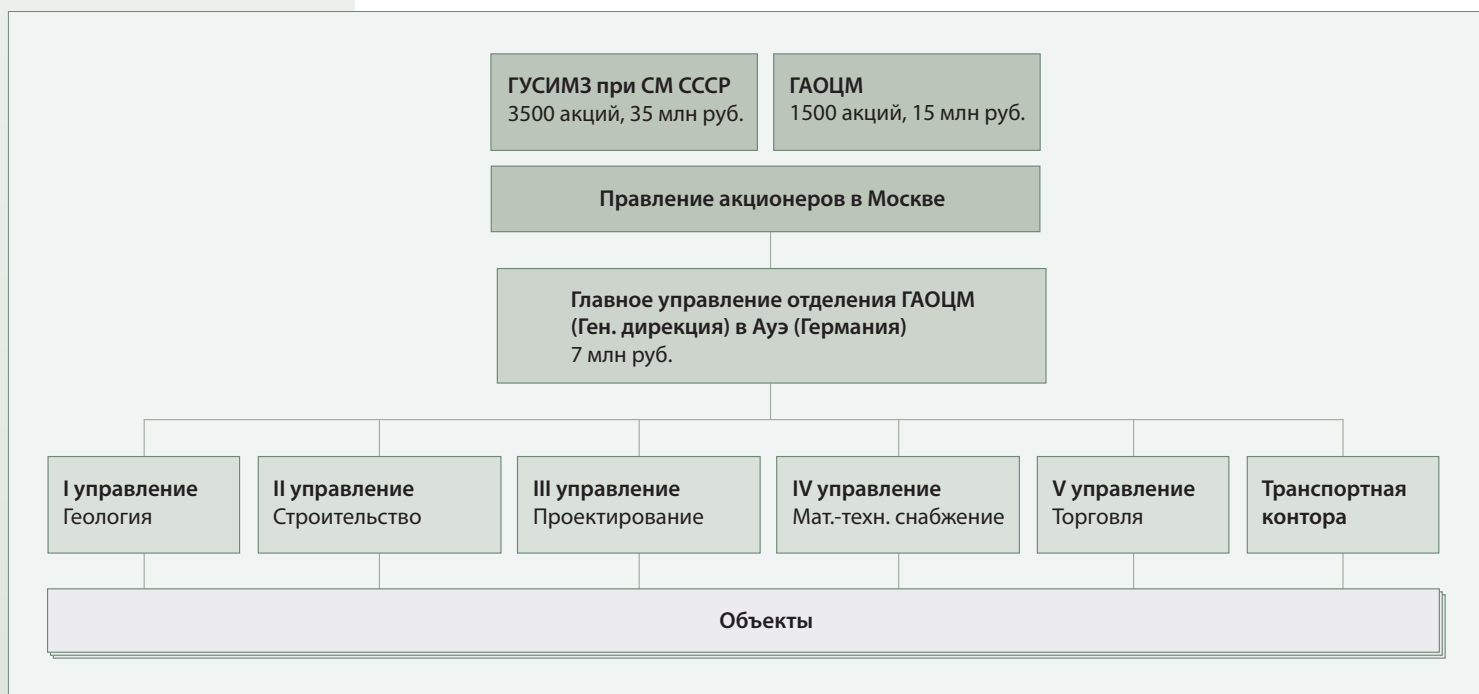 ГУСИМЗ при СМ СССР
3500 акций, 35 млн руб.
ГАОЦМ
1500 акций, 15 млн руб.
Правление акционеров в Москве
Главное управление отделения ГАОЦМ
(Ген. дирекция) в Ауэ (Германия)
7 млн руб.
I управление
Геология
II управление
Строительство
III управление
Проектирование
IV управление
Мат.-техн. снабжение
V управление
Торговля
Транспортная
контора
Объекты